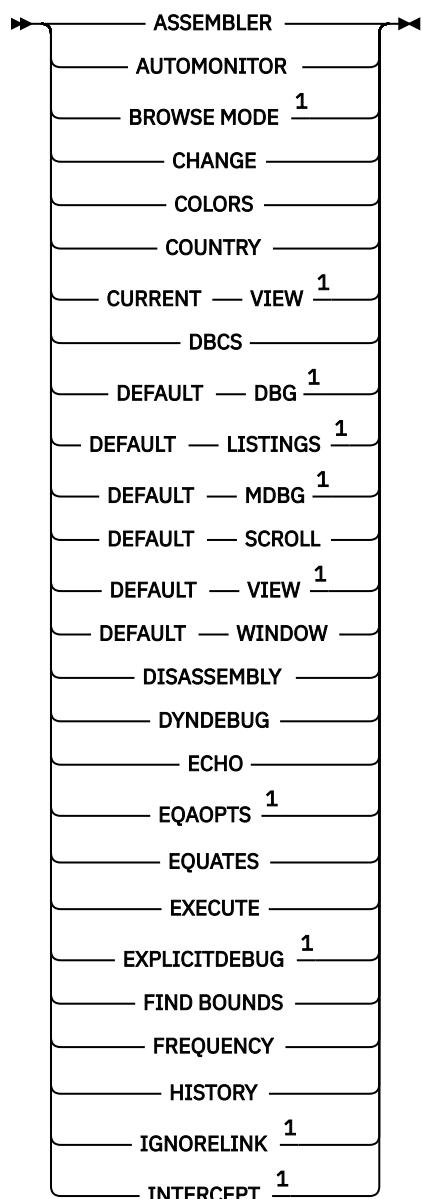 ASSEMBLER
AUTOMONITOR
BROWSE MODE 1
CHANGE
COLORS
COUNTRY
CURRENT VIEW 1
DBCS
DEFAULT DBG 1
DEFAULT LISTINGS 1
DEFAULT MDBG 1
DEFAULT SCROLL
DEFAULT VIEW 1
DEFAULT WINDOW
DISASSEMBLY
DYNDEBUG
ECHO
EQAOPTS 1
EQUATES
EXECUTE
EXPLICITDEBUG 1
FIND BOUNDS
FREQUENCY
HISTORY
IGNORELINK 1
INTERCEPT 1